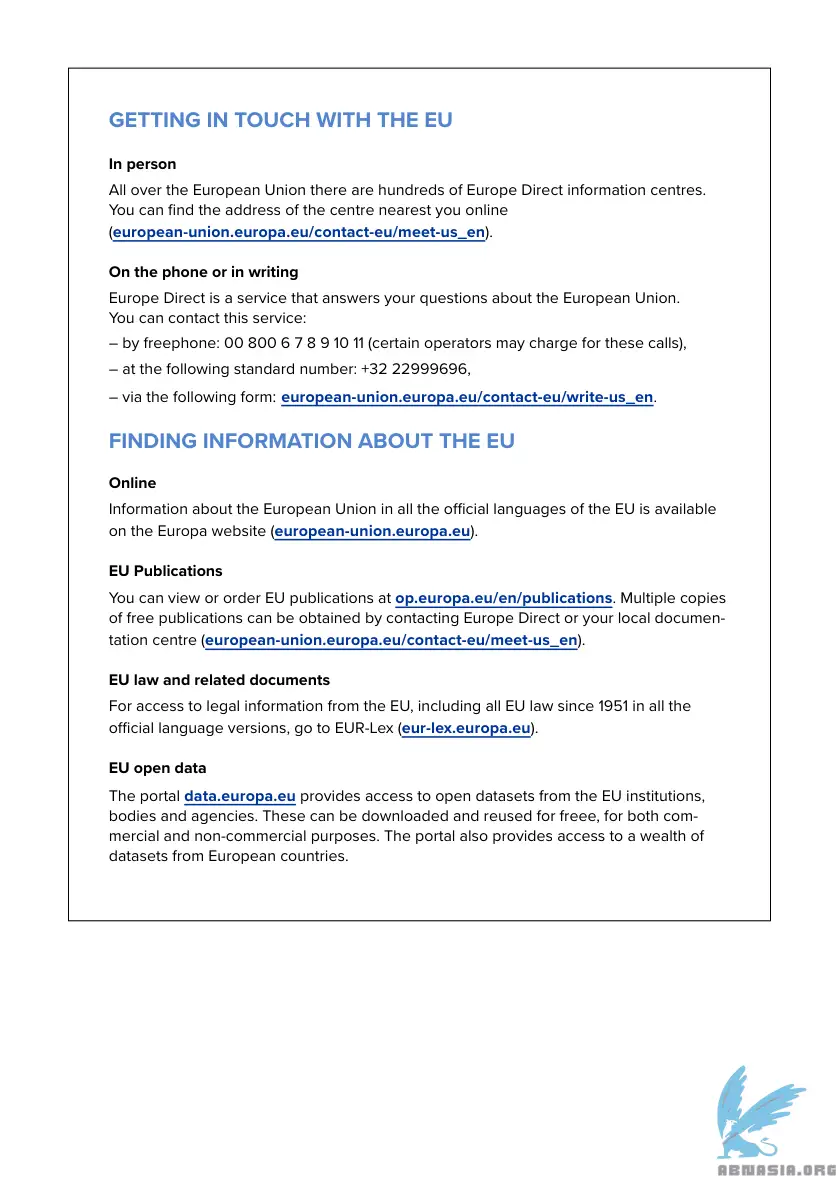 GETTING IN TOUCH WITH THE EU
In person
All over the European Union there are hundreds of Europe Direct information centres.
You can find the address of the centre nearest you online
(european-union.europa.eu/contact-eu/meet-us_en).
On the phone or in writing
Europe Direct is a service that answers your questions about the European Union.
You can contact this service:
– by freephone: 00 800 6 7 8 9 10 11 (certain operators may charge for these calls),
– at the following standard number: +32 22999696,
– via the following form: european-union.europa.eu/contact-eu/write-us_en.
FINDING INFORMATION ABOUT THE EU
Online
Information about the European Union in all the official languages of the EU is available
on the Europa website (european-union.europa.eu).
EU Publications
You can view or order EU publications at op.europa.eu/en/publications. Multiple copies
of free publications can be obtained by contacting Europe Direct or your local documen-
tation centre (european-union.europa.eu/contact-eu/meet-us_en).
EU law and related documents
For access to legal information from the EU, including all EU law since 1951 in all the
official language versions, go to EUR-Lex (eur-lex.europa.eu).
EU open data
The portal data.europa.eu provides access to open datasets from the EU institutions,
bodies and agencies. These can be downloaded and reused for freee, for both com-
mercial and non-commercial purposes. The portal also provides access to a wealth of
datasets from European countries.
ABNASIA.ORG